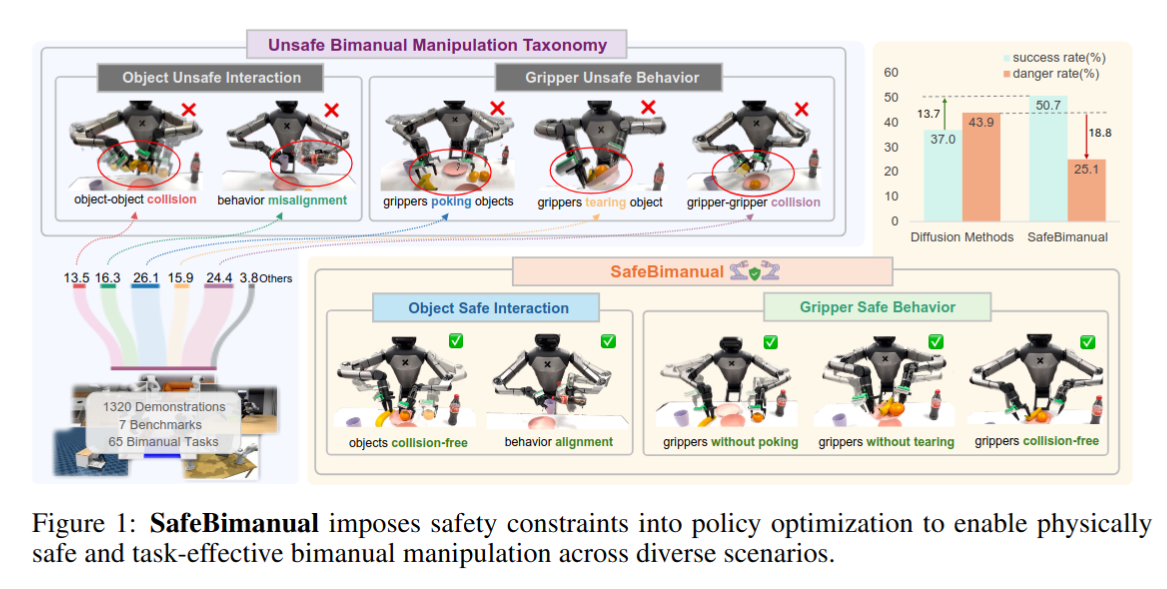 Unsafe Bimanual Manipulation Taxonomy
Object Unsafe Interaction
Gripper Unsafe Behavior
object-object collision
behavior misalignment
grippers poking objects
grippers tearing object
gripper-gripper collision
13.5 16.3 26.1 15.9 24.4 3.8 Others
1320 Demonstrations
7 Benchmarks
65 Bimanual Tasks
success rate(%)
danger rate(%)
60
50
40
30
20
10
0
13.7
37.0
43.9
50.7
18.8
25.1
Diffusion Methods SafeBimanual
SafeBimanual
Object Safe Interaction
Gripper Safe Behavior
objects collision-free
behavior alignment
grippers without poking
grippers without tearing
grippers collision-free
Figure 1: SafeBimanual imposes safety constraints into policy optimization to enable physically
safe and task-effective bimanual manipulation across diverse scenarios.